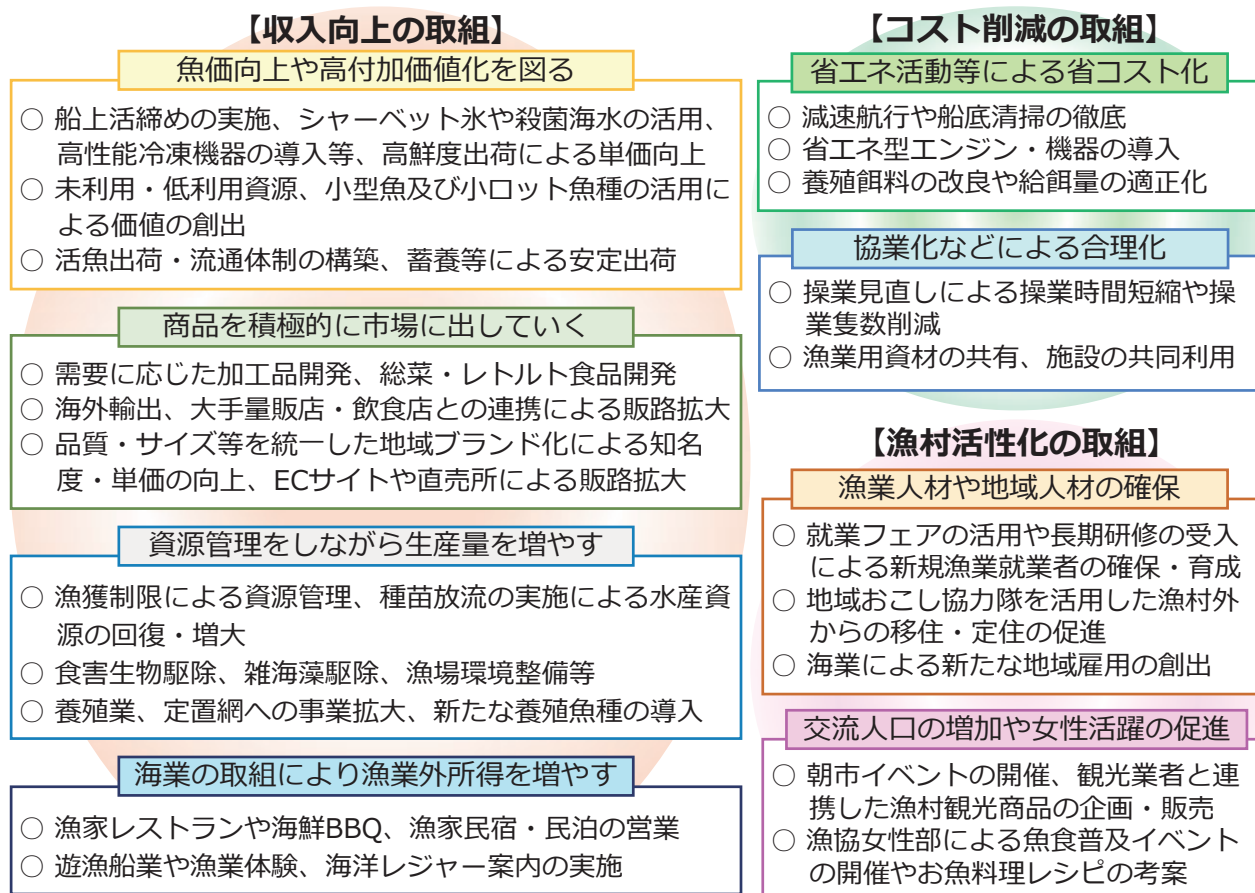 【収入向上の取組】
魚価向上や高付加価値化を図る
○ 船上活締めの実施、シャーベット氷や殺菌海水の活用、
高性能冷凍機器の導入等、高鮮度出荷による単価向上
○ 未利用・低利用資源、小型魚及び小ロット魚種の活用に
よる価値の創出
○ 活魚出荷・流通体制の構築、蓄養等による安定出荷
商品を積極的に市場に出していく
○ 需要に応じた加工品開発、総菜・レトルト食品開発
○ 海外輸出、大手量販店・飲食店との連携による販路拡大
○ 品質・サイズ等を統一した地域ブランド化による知名
度・単価の向上、ECサイトや直売所による販路拡大
資源管理をしながら生産量を増やす
○ 漁獲制限による資源管理、種苗放流の実施による水産資
源の回復・増大
○ 食害生物駆除、雑海藻駆除、漁場環境整備等
○ 養殖業、定置網への事業拡大、新たな養殖魚種の導入
海業の取組により漁業外所得を増やす
○ 漁家レストランや海鮮BBQ、漁家民宿・民泊の営業
○ 遊漁船業や漁業体験、海洋レジャー案内の実施
【コスト削減の取組】
省エネ活動等による省コスト化
○ 減速航行や船底清掃の徹底
○ 省エネ型エンジン・機器の導入
○ 養殖餌料の改良や給餌量の適正化
協業化などによる合理化
○ 操業見直しによる操業時間短縮や操
業隻数削減
○ 漁業用資材の共有、施設の共同利用
【漁村活性化の取組】
漁業人材や地域人材の確保
○ 就業フェアの活用や長期研修の受入
による新規漁業就業者の確保・育成
○ 地域おこし協力隊を活用した漁村外
からの移住・定住の促進
○ 海業による新たな地域雇用の創出
交流人口の増加や女性活躍の促進
○ 朝市イベントの開催、観光業者と連
携した漁村観光商品の企画・販売
○ 漁協女性部による魚食普及イベント
の開催やお魚料理レシピの考案